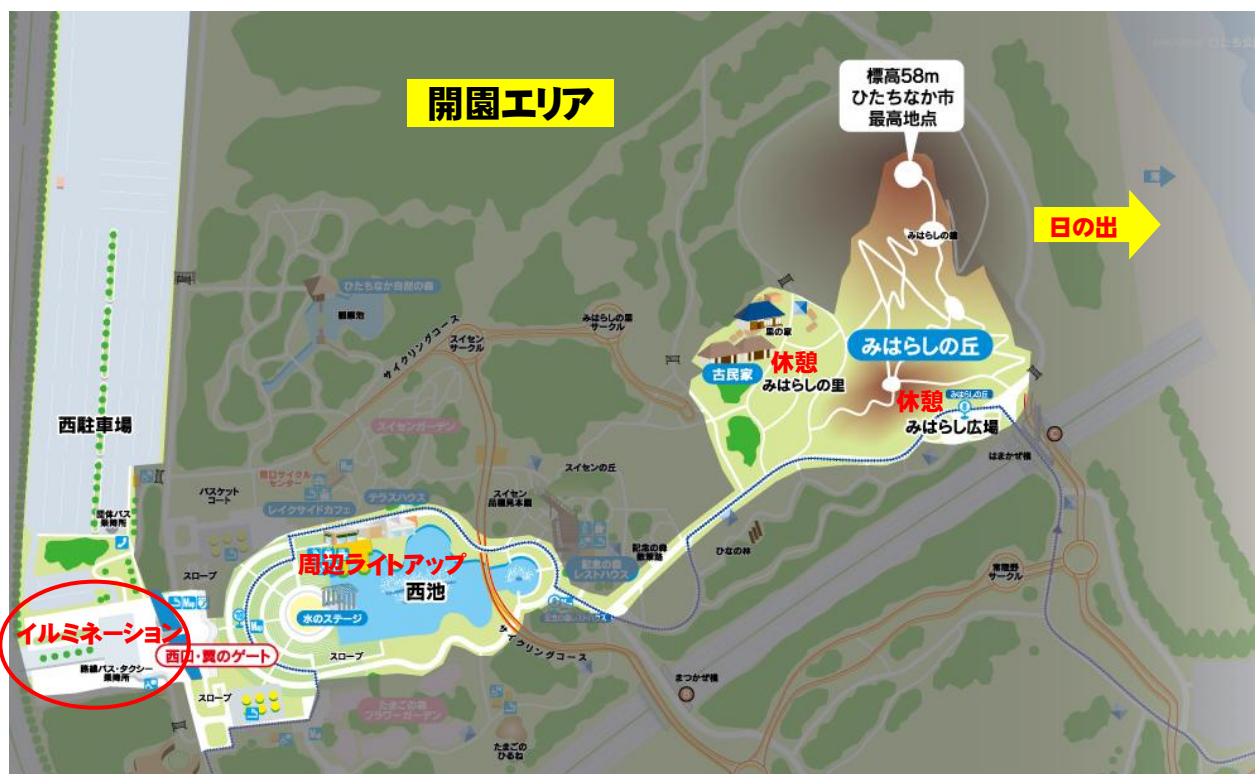 開園エリア
標高58m
ひたちなか市
最高地点
日の出
みはらしの鐘
ひたちなか自然の森
観察池
サイクリングコース
スイセン
サークル
みはらしの里
サークル
里の家
古民家
休憩
みはらしの里
みはらしの丘
休憩
みはらしの丘
みはらし広場
はまかぜ橋
西駐車場
スイセンガーデン
西口サイクル
センター
バスケット
コート
レイクサイドカフェ
テラスハウス
スイセンの丘
スイセン
品種見本園
団体バス
乗降所
記念の森
レストハウス
記念の森
散策路
ひなの林
常陸野
サークル
スロープ
周辺ライトアップ
西池
水のステージ
イルミネーション
西口・翼のゲート
路線バス・タクシー
乗降所
スロープ
サイクリングコース
スロープ
まつかぜ橋
たまごの森
フラワーガーデン
たまごの
ひるね